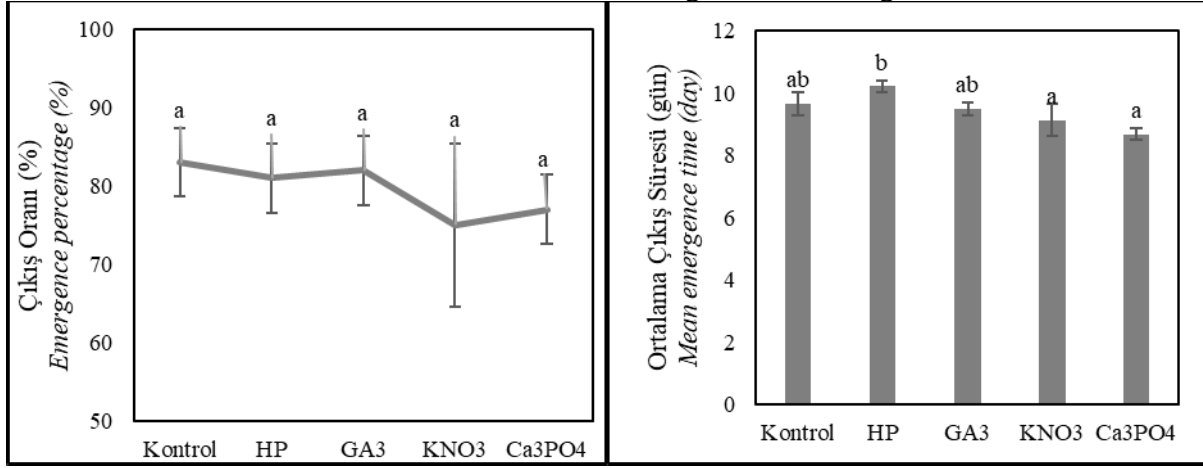 Çıkış Oranı (%)
Emergence percentage (%)
100
90
80
70
60
50
a
a
a
a
a
Kontrol
HP
GA3
KNO3
Ca3PO4
Ortalama Çıkış Süresü (gün)
Mean emergence time (day)
12
10
8
6
4
2
0
ab
b
ab
a
a
Kontrol
HP
GA3
KNO3
Ca3PO4